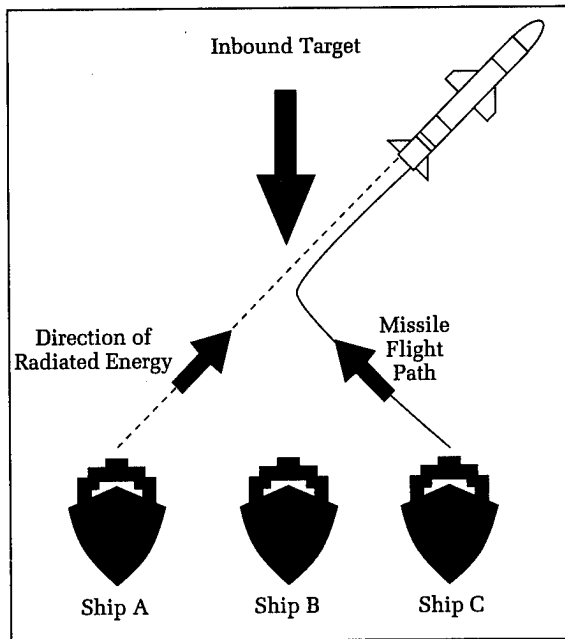 Inbound Target
Direction of
Radiated Energy
Missile
Flight
Path
Ship A
Ship B
Ship C